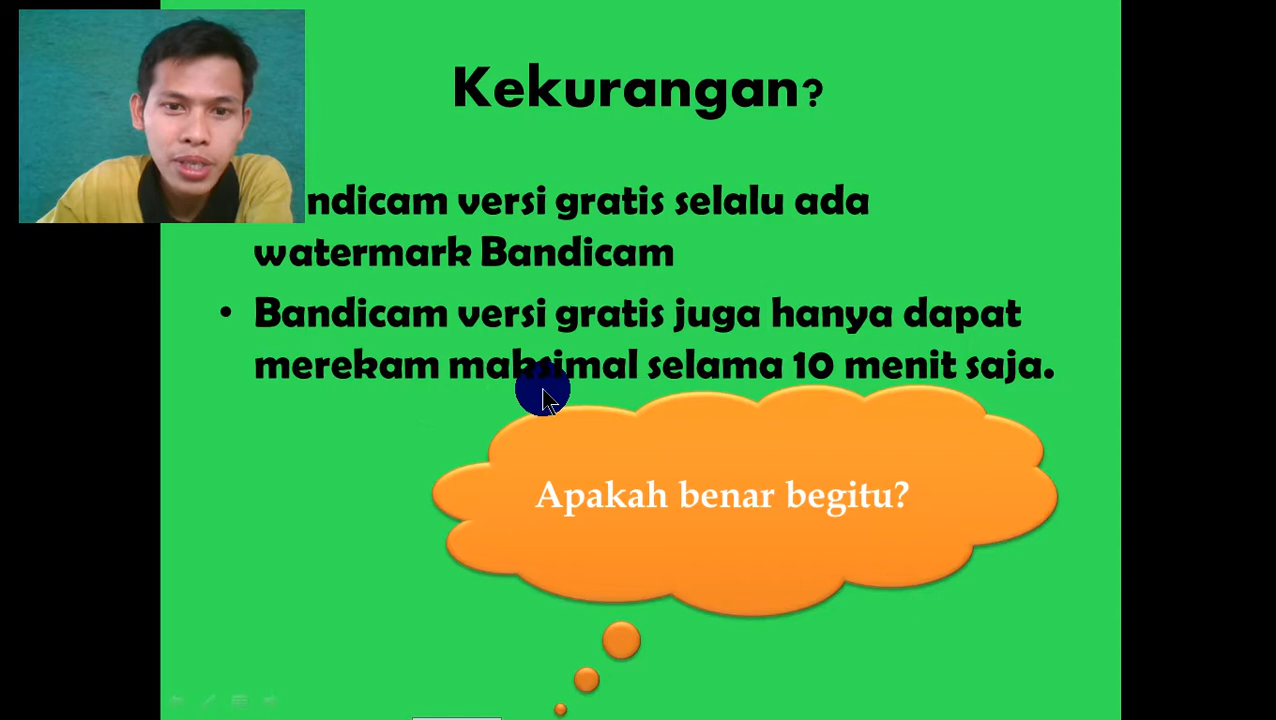 Kekurangan?
ndicam versi gratis selalu ada
watermark Bandicam
• Bandicam versi gratis juga hanya dapat
merekam maksimal selama 10 menit saja.
Apakah benar begitu?